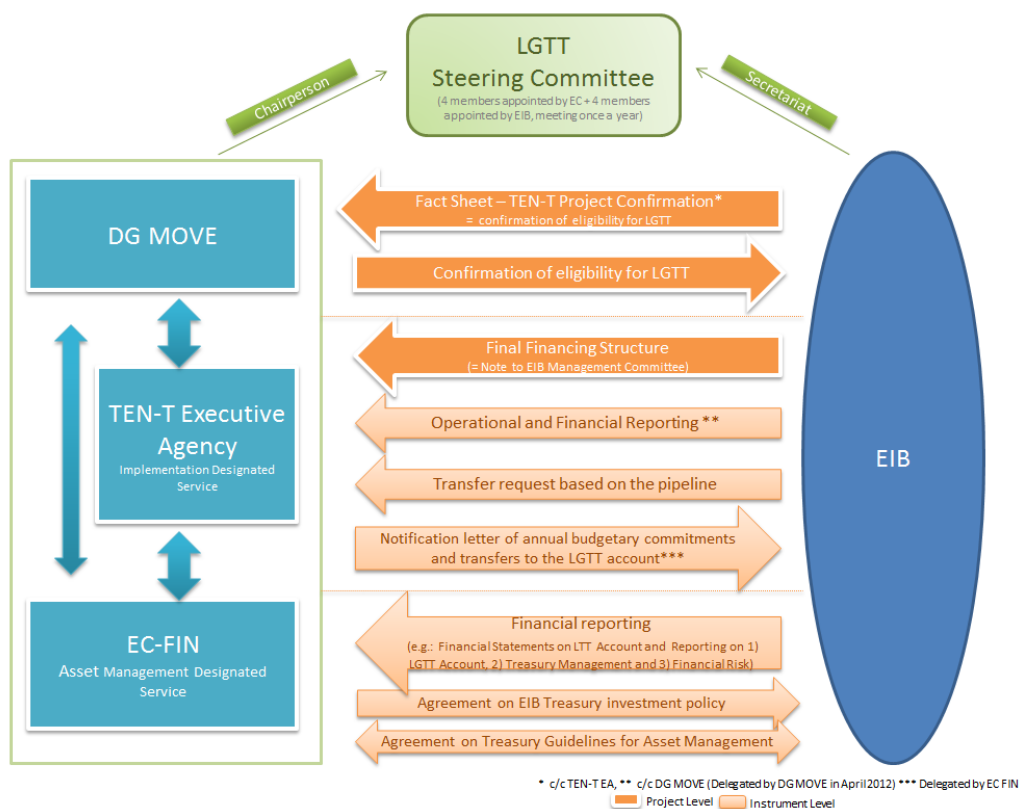 LGTT
Steering Committee
(4 members appointed by EC + 4 members
appointed by EIB, meeting once a year)
Chairperson
Secretariat
DG MOVE
Fact Sheet – TEN-T Project Confirmation*
= confirmation of eligibility for LGTT
Confirmation of eligibility for LGTT
Final Financing Structure
(= Note to EIB Management Committee)
TEN-T Executive
Agency
Implementation Designated
Service
Operational and Financial Reporting **
Transfer request based on the pipeline
Notification letter of annual budgetary commitments
and transfers to the LGTT account***
EIB
EC-FIN
Asset Management Designated
Service
Financial reporting
(e.g.: Financial Statements on LTT Account and Reporting on 1)
LGTT Account, 2) Treasury Management and 3) Financial Risk)
Agreement on EIB Treasury investment policy
Agreement on Treasury Guidelines for Asset Management
* c/c TEN-T EA, ** c/c DG MOVE (Delegated by DG MOVE in April 2012) *** Delegated by EC FIN
Project Level
Instrument Level